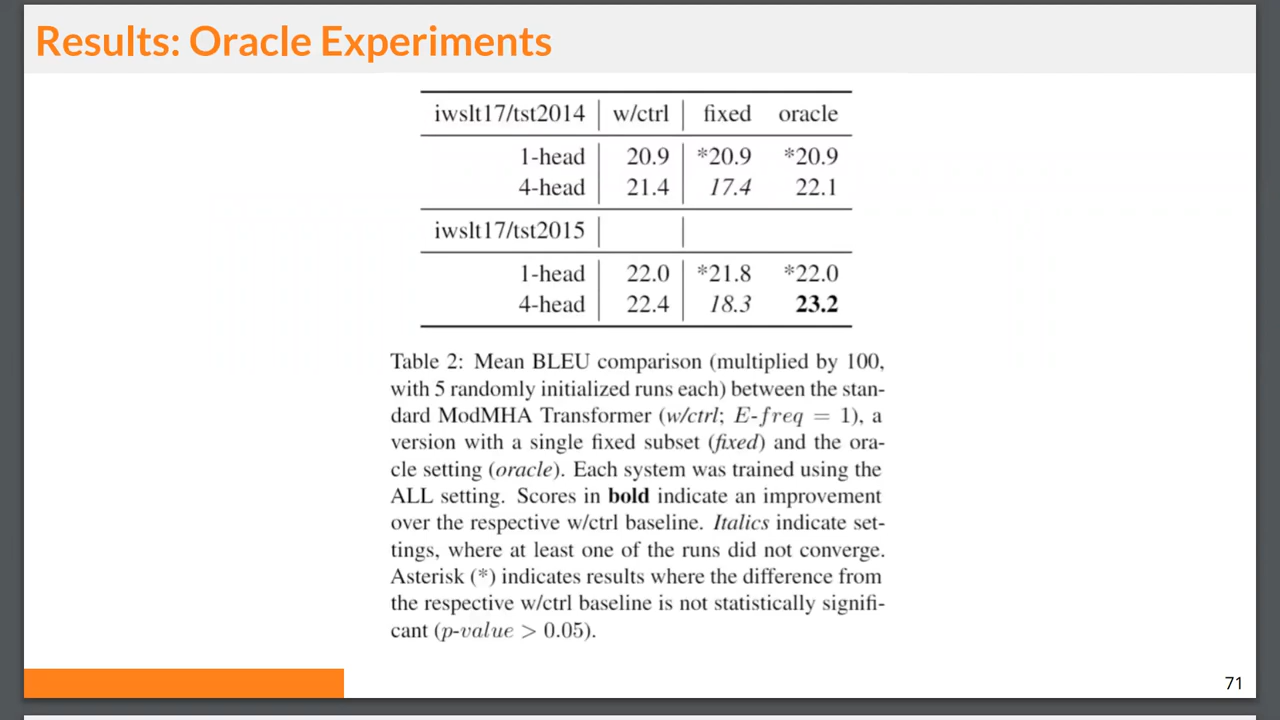 Results: Oracle Experiments
iwslt17/tst2014 w/ctrl fixed oracle
1-head 20.9 *20.9 *20.9
4-head 21.4 17.4 22.1
iwslt17/tst2015
1-head 22.0 *21.8 *22.0
4-head 22.4 18.3 23.2
Table 2: Mean BLEU comparison (multiplied by 100,
with 5 randomly initialized runs each) between the stan-
dard ModMHA Transformer (w/ctrl; E-freq = 1), a
version with a single fixed subset (fixed) and the ora-
cle setting (oracle). Each system was trained using the
ALL setting. Scores in bold indicate an improvement
over the respective w/ctrl baseline. Italics indicate set-
tings, where at least one of the runs did not converge.
Asterisk (*) indicates results where the difference from
the respective w/ctrl baseline is not statistically signifi-
cant (p-value > 0.05).
71